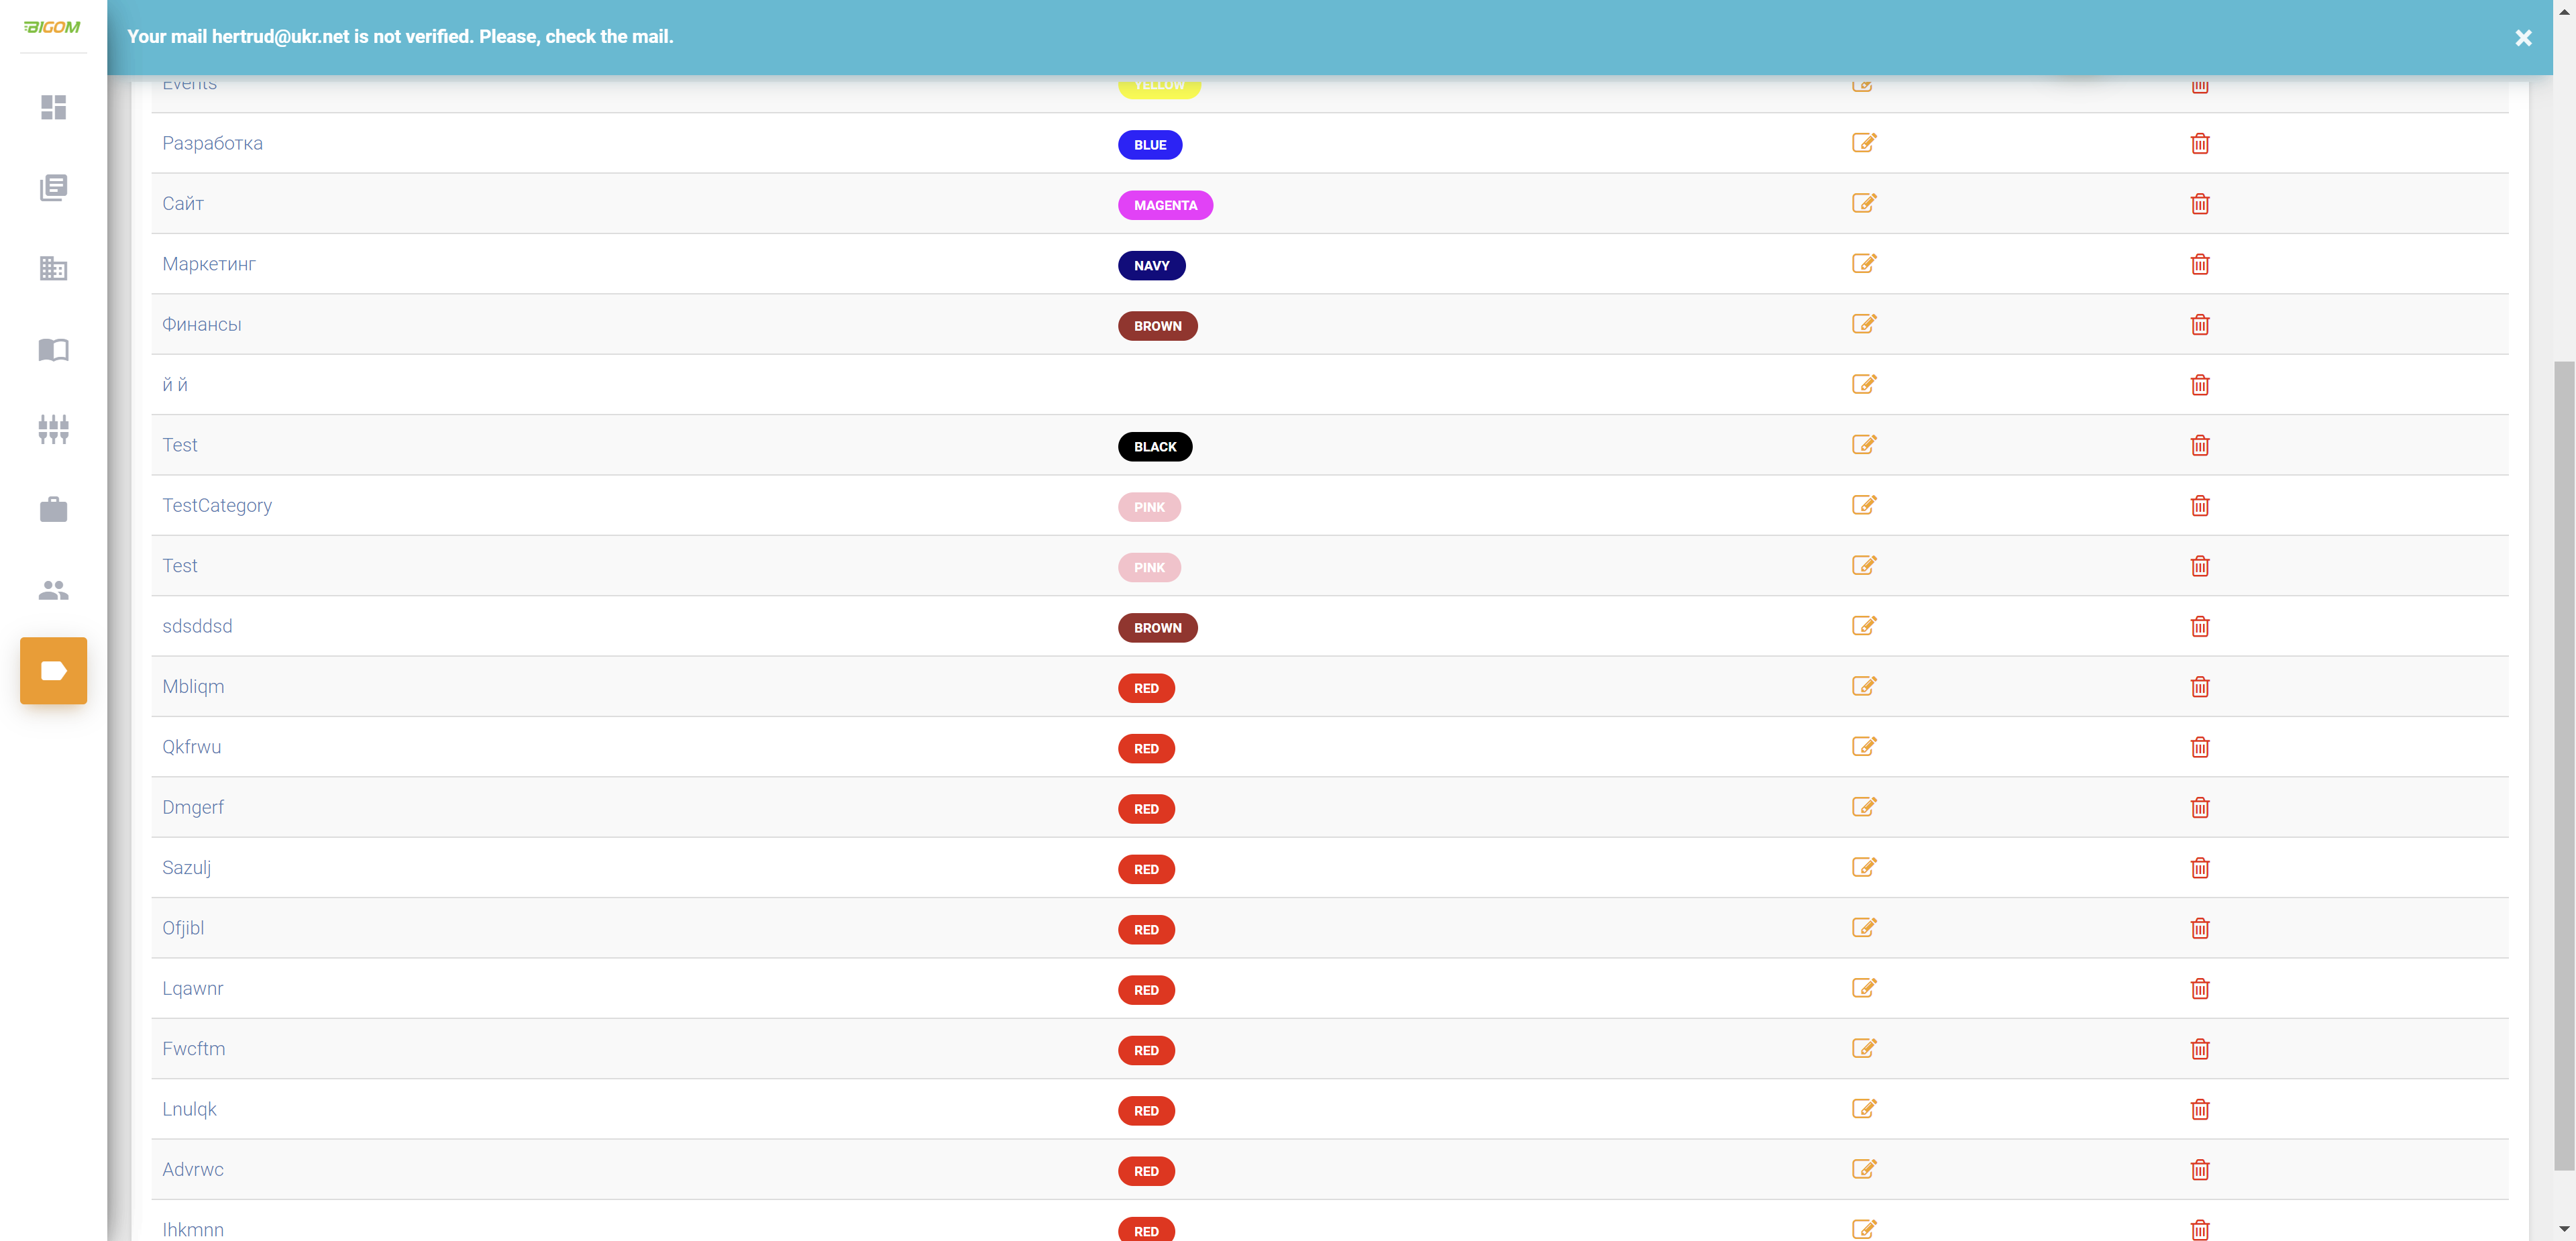 BIGOM
Your mail hertrud@ukr.net is not verified. Please, check the mail.
Events YELLOW
Разработка BLUE
Сайт MAGENTA
Маркетинг NAVY
Финансы BROWN
й й
Test BLACK
TestCategory PINK
Test PINK
sdsddsd BROWN
Mbliqm RED
Qkfrwu RED
Dmgerf RED
Sazulj RED
Ofjibl RED
Lqawnr RED
Fwcftm RED
Lnulqk RED
Advrwc RED
Ihkmnn RED